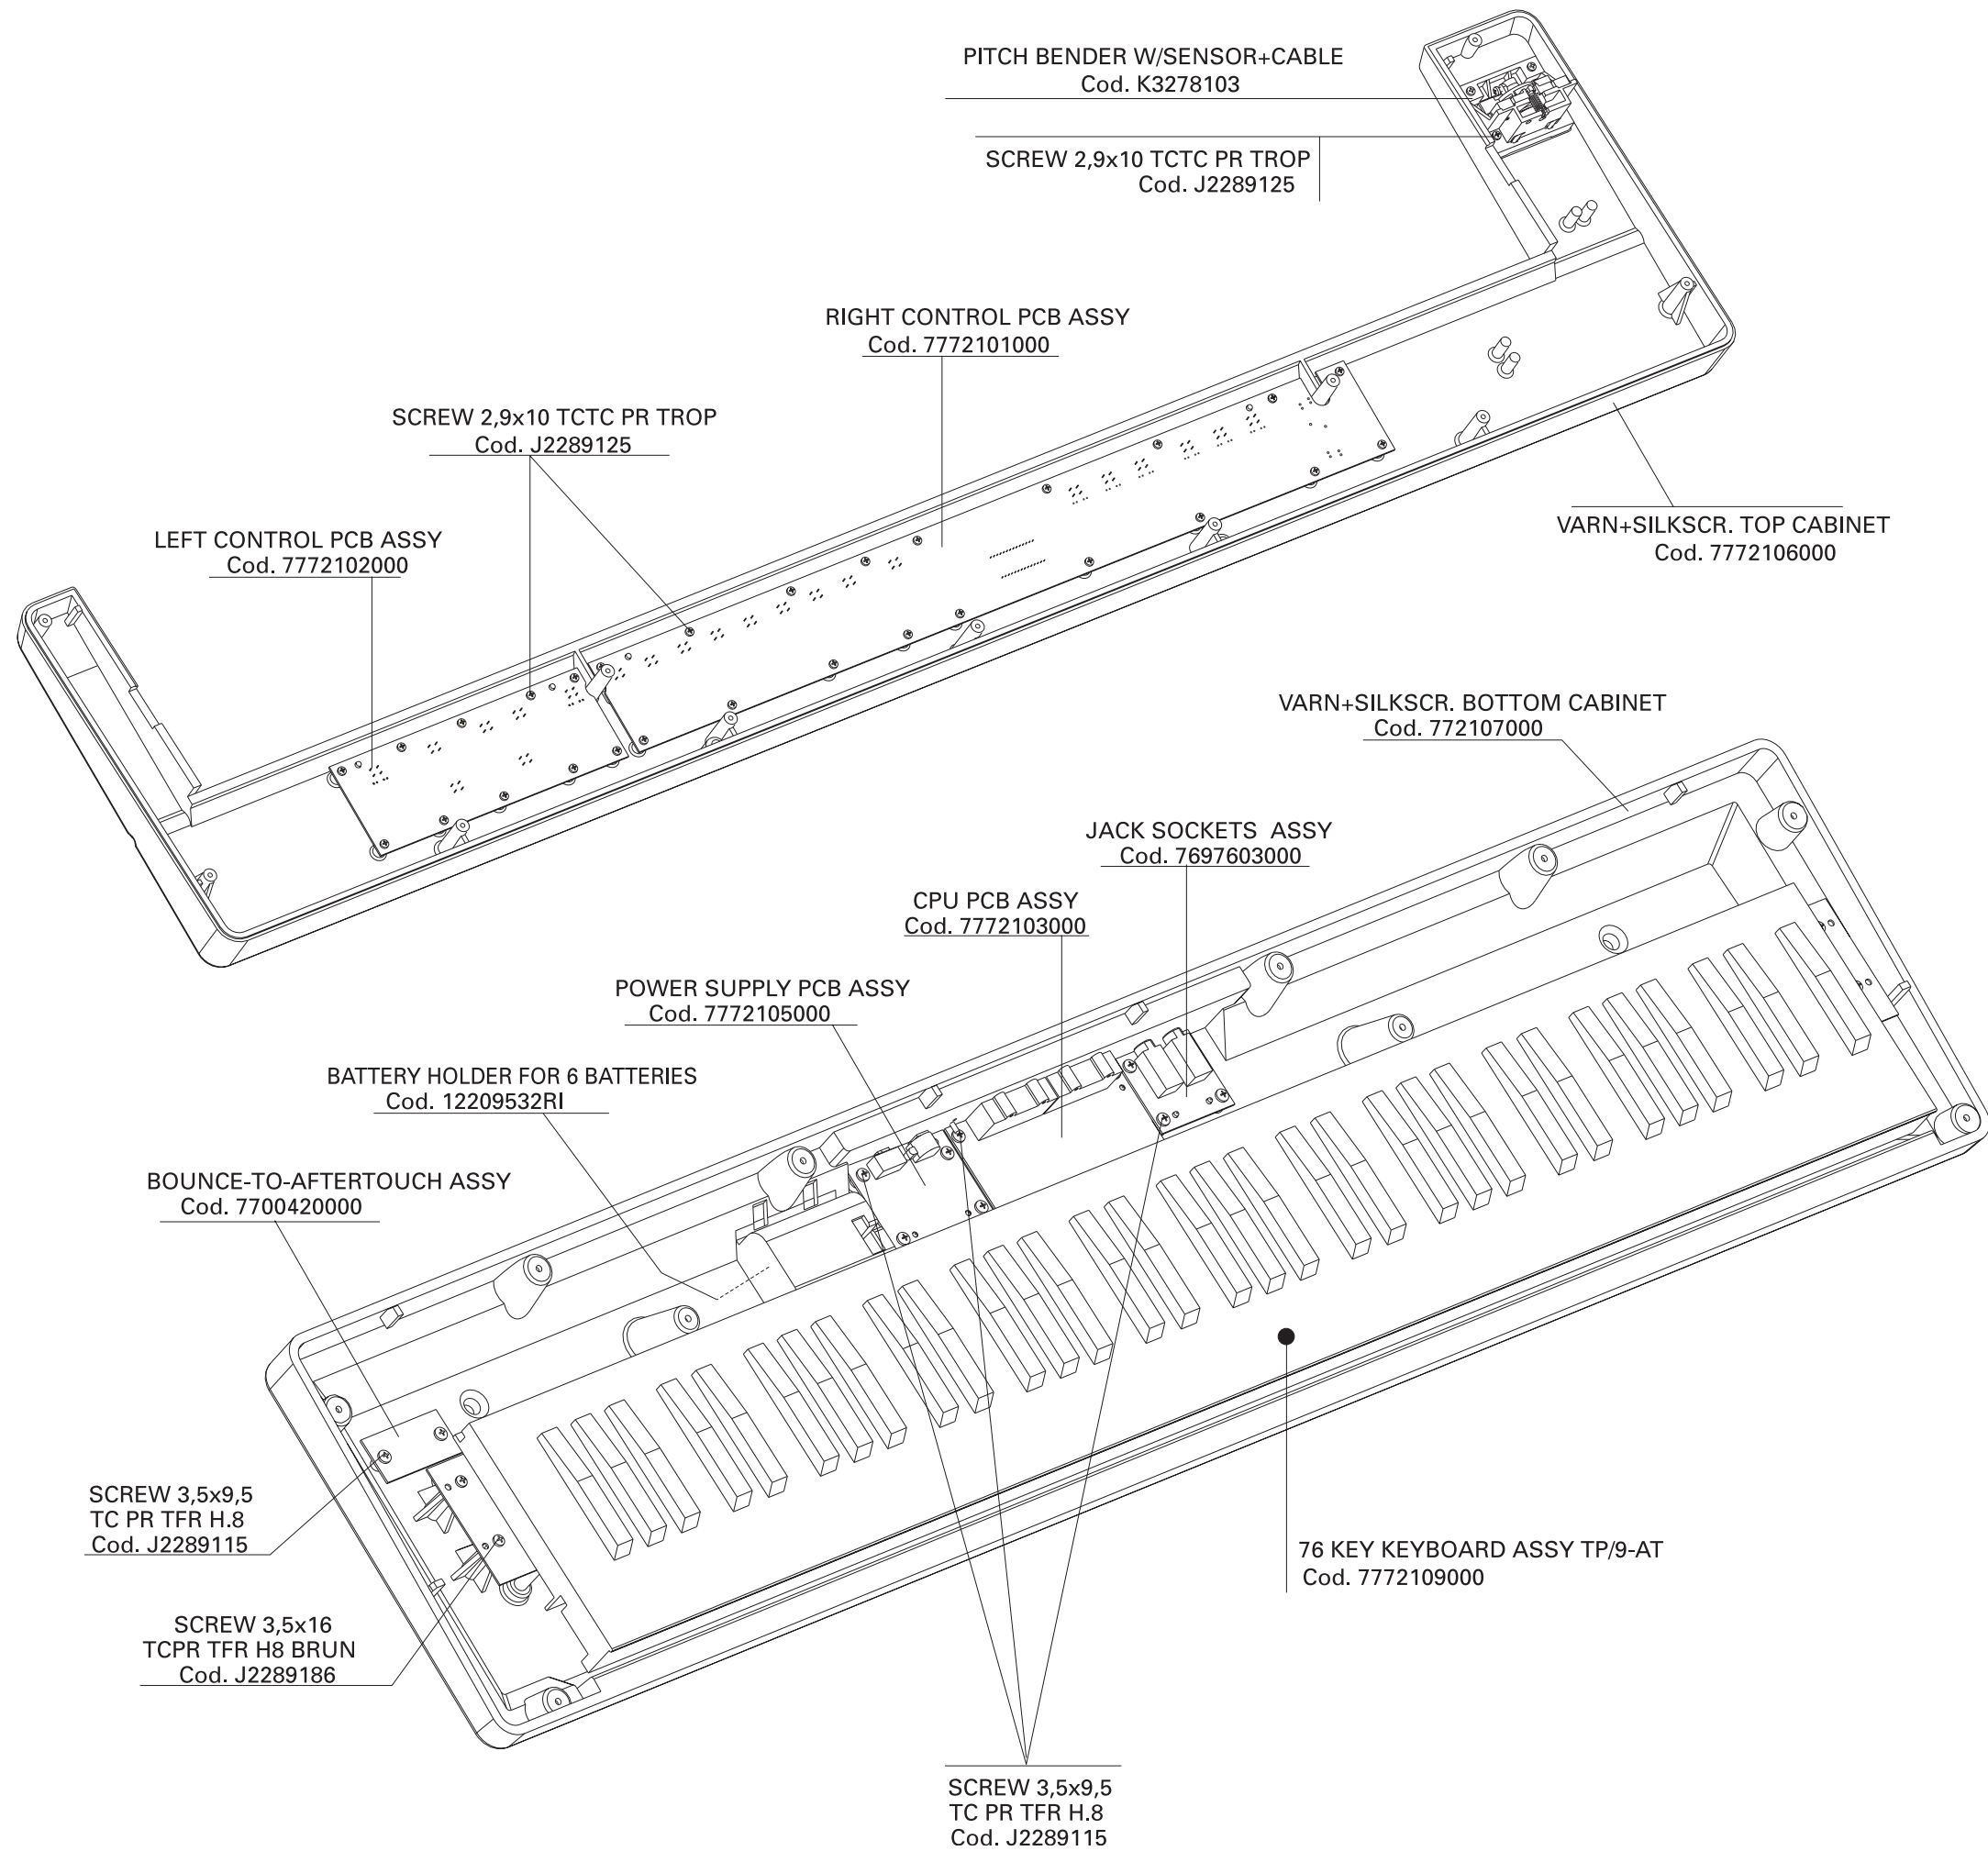 PITCH BENDER W/SENSOR+CABLE
Cod. K3278103
SCREW 2,9x10 TCTC PR TROP
Cod. J2289125
RIGHT CONTROL PCB ASSY
Cod. 7772101000
SCREW 2,9x10 TCTC PR TROP
Cod. J2289125
LEFT CONTROL PCB ASSY
Cod. 7772102000
VARN+SILKSCR. TOP CABINET
Cod. 7772106000
VARN+SILKSCR. BOTTOM CABINET
Cod. 772107000
JACK SOCKETS ASSY
Cod. 7697603000
CPU PCB ASSY
Cod. 7772103000
POWER SUPPLY PCB ASSY
Cod. 7772105000
BATTERY HOLDER FOR 6 BATTERIES
Cod. 12209532RI
BOUNCE-TO-AFTERTOUCH ASSY
Cod. 7700420000
SCREW 3,5x9,5
TC PR TFR H.8
Cod. J2289115
76 KEY KEYBOARD ASSY TP/9-AT
Cod. 7772109000
SCREW 3,5x16
TCPR TFR H8 BRUN
Cod. J2289186
SCREW 3,5x9,5
TC PR TFR H.8
Cod. J2289115